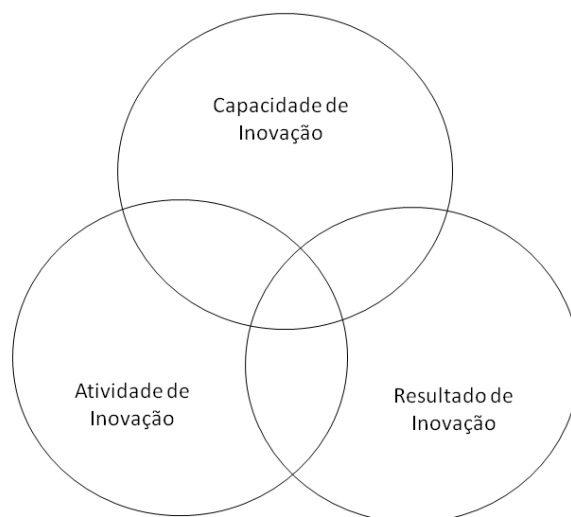 Capacidade de
Inovação
Atividade de
Inovação
Resultado de
Inovação